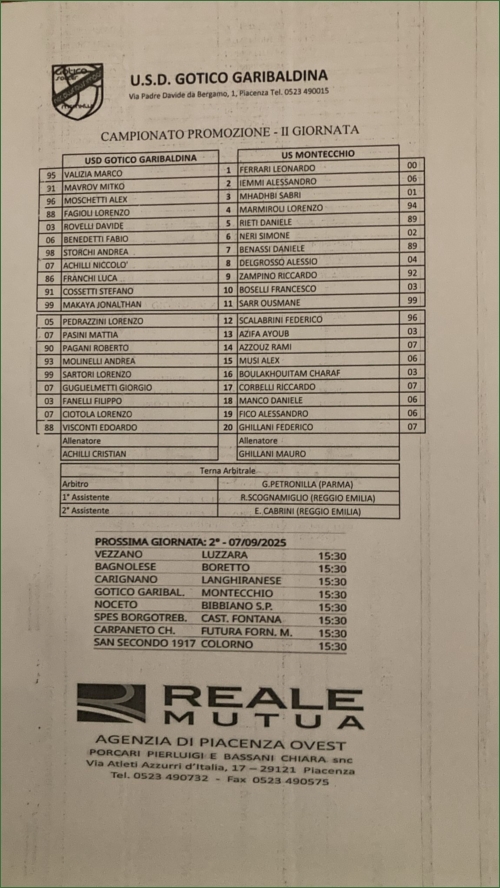 GOTICO
U.S.D. GOTICO GARIBALDINA
Via Padre Davide da Bergamo, 1, Piacenza Tel. 0523 490015
CAMPIONATO PROMOZIONE - II GIORNATA
USD GOTICO GARIBALDINA US MONTECCHIO
95 VALIZIA MARCO 1 FERRARI LEONARDO 00
91 MAVROV MITKO 2 IEMMI ALESSANDRO 06
96 MOSCHETTI ALEX 3 MHADHBI SABRI 01
88 FAGIOLI LORENZO 4 MARMIROLI LORENZO 94
03 ROVELLI DAVIDE 5 RIETI DANIELE 89
06 BENEDETTI FABIO 6 NERI SIMONE 02
98 STORCHI ANDREA 7 BENASSI DANIELE 89
07 ACHILLI NICCOLO' 8 DELGROSSO ALESSIO 04
86 FRANCHI LUCA 9 ZAMPINO RICCARDO 92
91 COSSETTI STEFANO 10 BOSELLI FRANCESCO 03
99 MAKAYA JONALTHAN 11 SARR OUSMANE 99
05 PEDRAZZINI LORENZO 12 SCALABRINI FEDERICO 96
07 PASINI MATTIA 13 AZIFA AYOUB 03
90 PAGANI ROBERTO 14 AZZOUZ RAMI 07
93 MOLINELLI ANDREA 15 MUSI ALEX 06
99 SARTORI LORENZO 16 BOULAKHOUITAM CHARAF 03
07 GUGLIELMETTI GIORGIO 17 CORBELLI RICCARDO 07
03 FANELLI FILIPPO 18 MANCO DANIELE 06
07 CIOTOLA LORENZO 19 FICO ALESSANDRO 06
88 VISCONTI EDOARDO 20 GHILLANI FEDERICO 07
Allenatore Allenatore
ACHILLI CRISTIAN GHILLANI MAURO
Terna Arbitrale
Arbitro G.PETRONILLA (PARMA)
1° Assistente R.SCOGNAMIGLIO (REGGIO EMILIA)
2° Assistente E. CABRINI (REGGIO EMILIA)
PROSSIMA GIORNATA: 2ª - 07/09/2025
VEZZANO LUZZARA 15:30
BAGNOLESE BORETTO 15:30
CARIGNANO LANGHIRANESE 15:30
GOTICO GARIBAL. MONTECCHIO 15:30
NOCETO BIBBIANO S.P. 15:30
SPES BORGOTREB. CAST. FONTANA 15:30
CARPANETO CH. FUTURA FORN. M. 15:30
SAN SECONDO 1917 COLORNO 15:30
REALE
MUTUA
AGENZIA DI PIACENZA OVEST
PORCARI PIERLUIGI E BASSANI CHIARA snc
Via Atleti Azzurri d'Italia, 17 – 29121 Piacenza
Tel. 0523 490732 - Fax 0523 490575